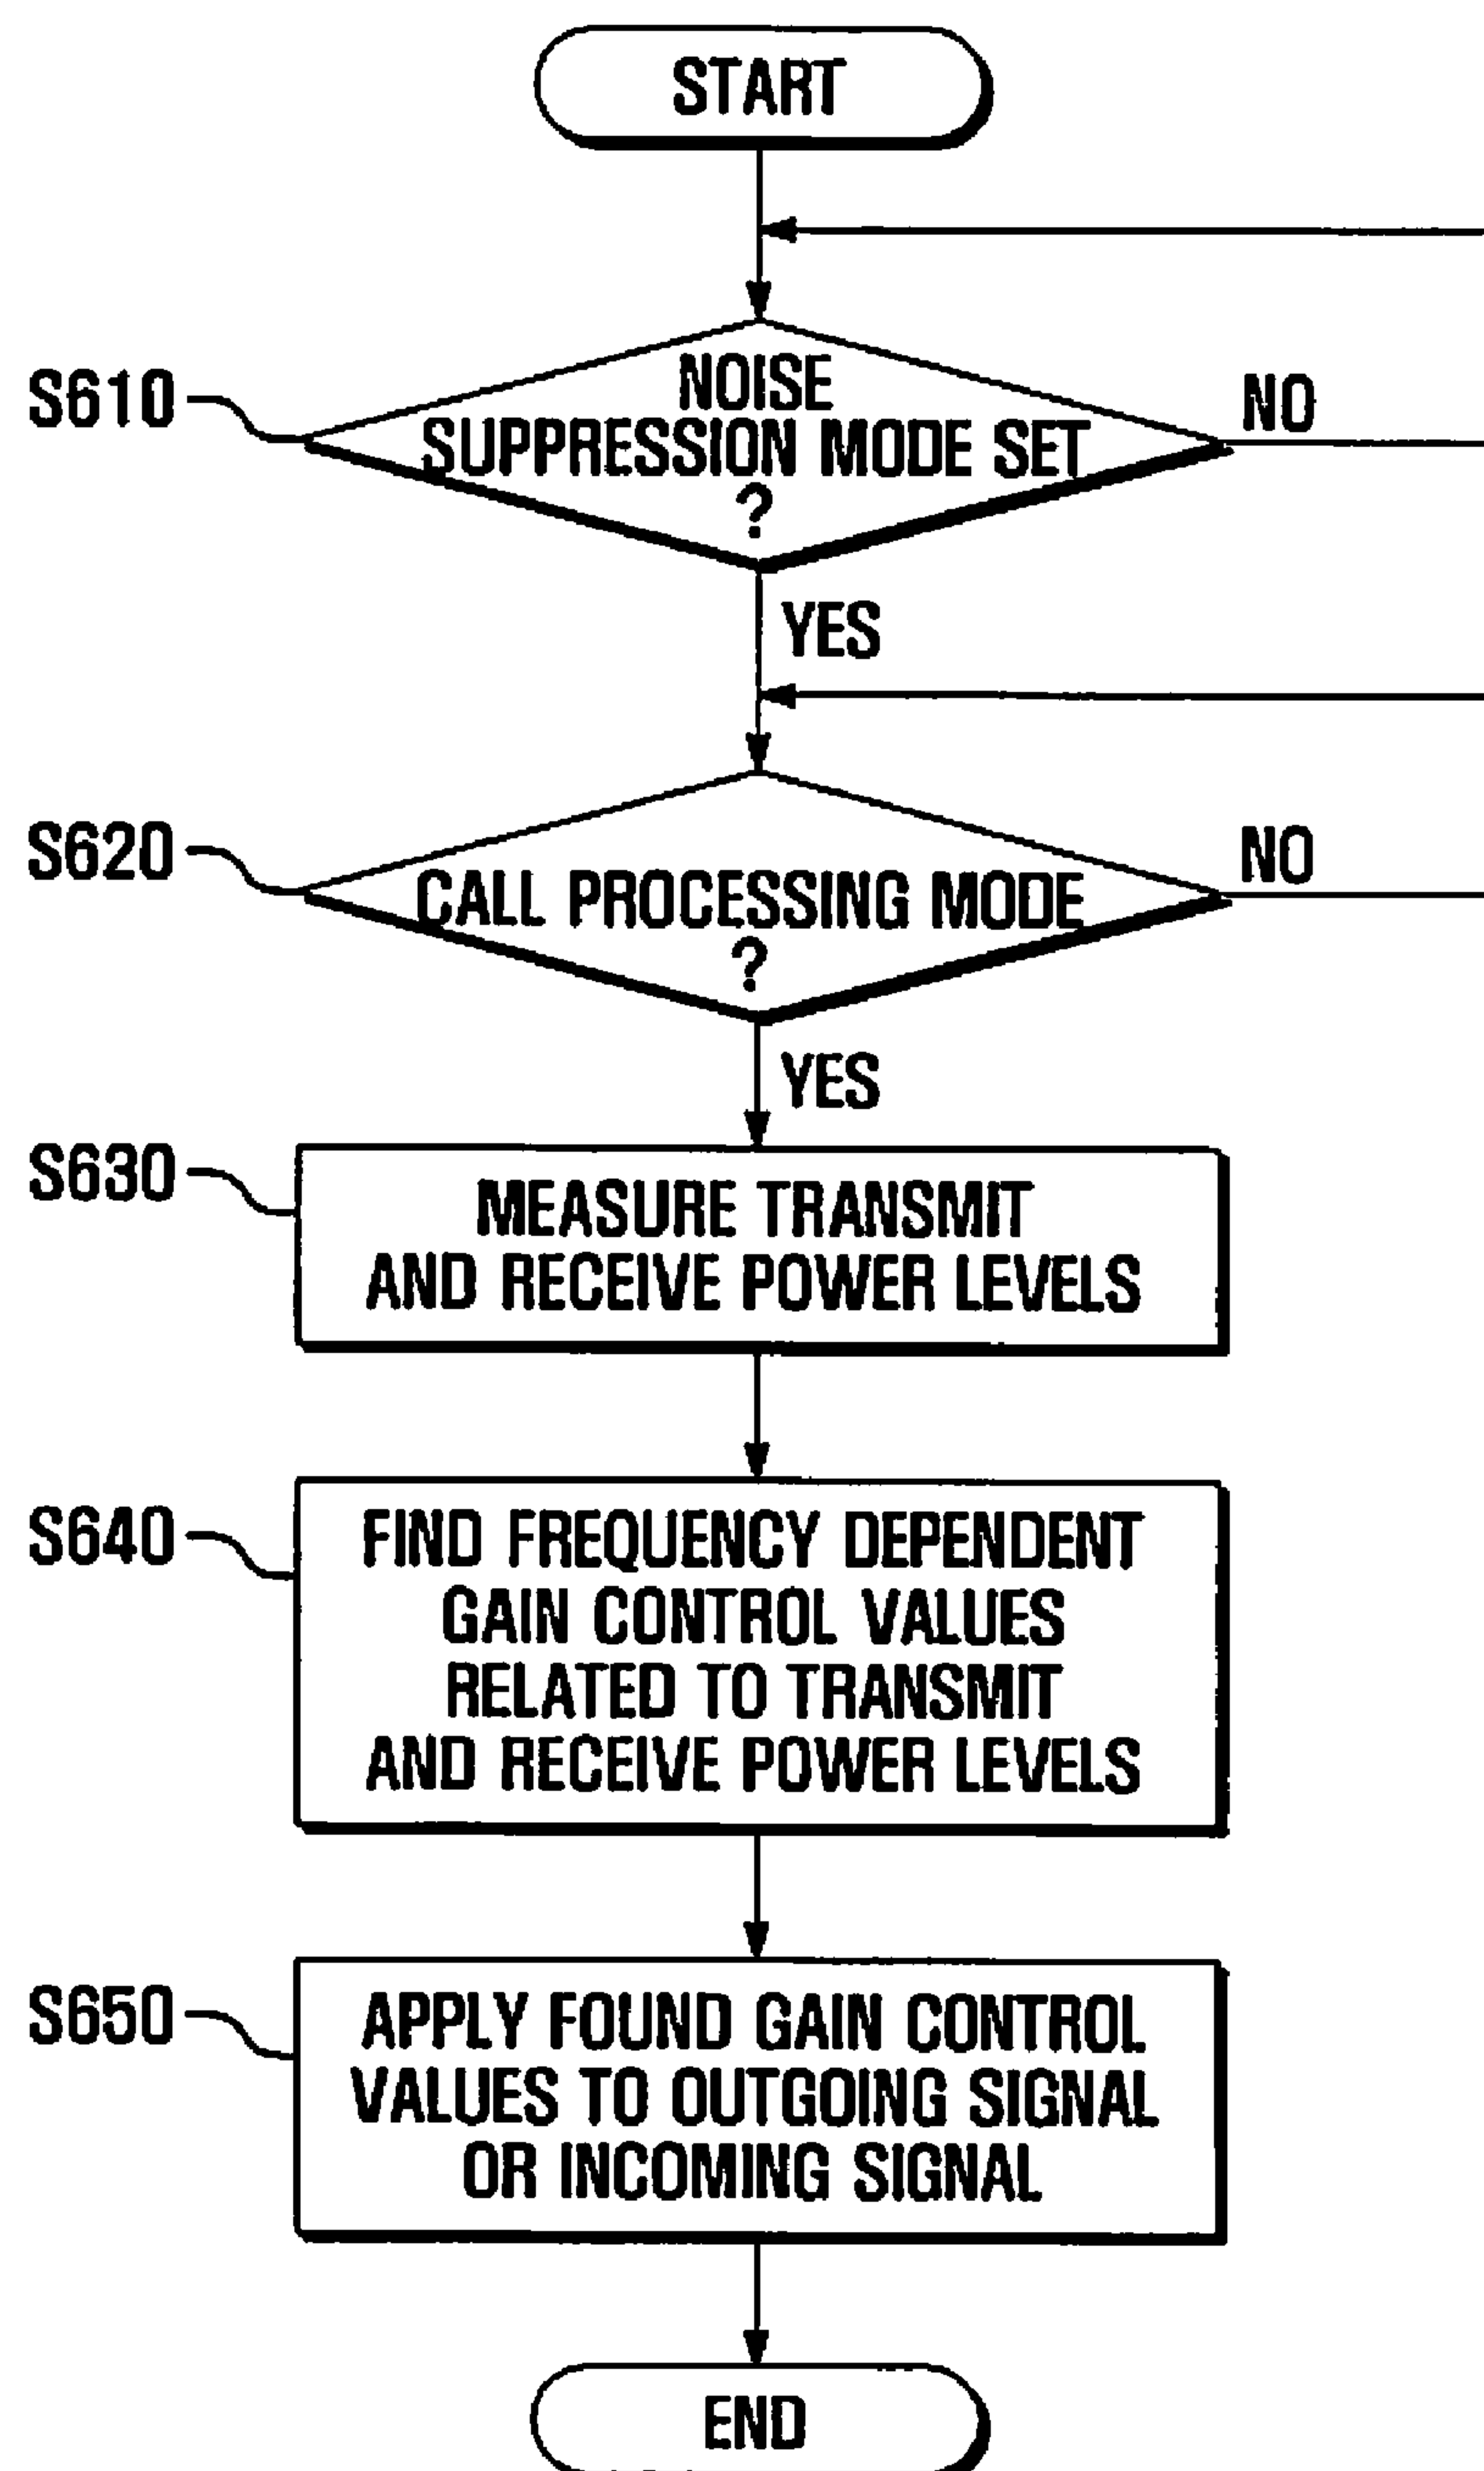 START
S610
NOISE
SUPPRESSION MODE SET
?
NO
YES
S620
CALL PROCESSING MODE
?
NO
YES
S630
MEASURE TRANSMIT
AND RECEIVE POWER LEVELS
S640
FIND FREQUENCY DEPENDENT
GAIN CONTROL VALUES
RELATED TO TRANSMIT
AND RECEIVE POWER LEVELS
S650
APPLY FOUND GAIN CONTROL
VALUES TO OUTGOING SIGNAL
OR INCOMING SIGNAL
END